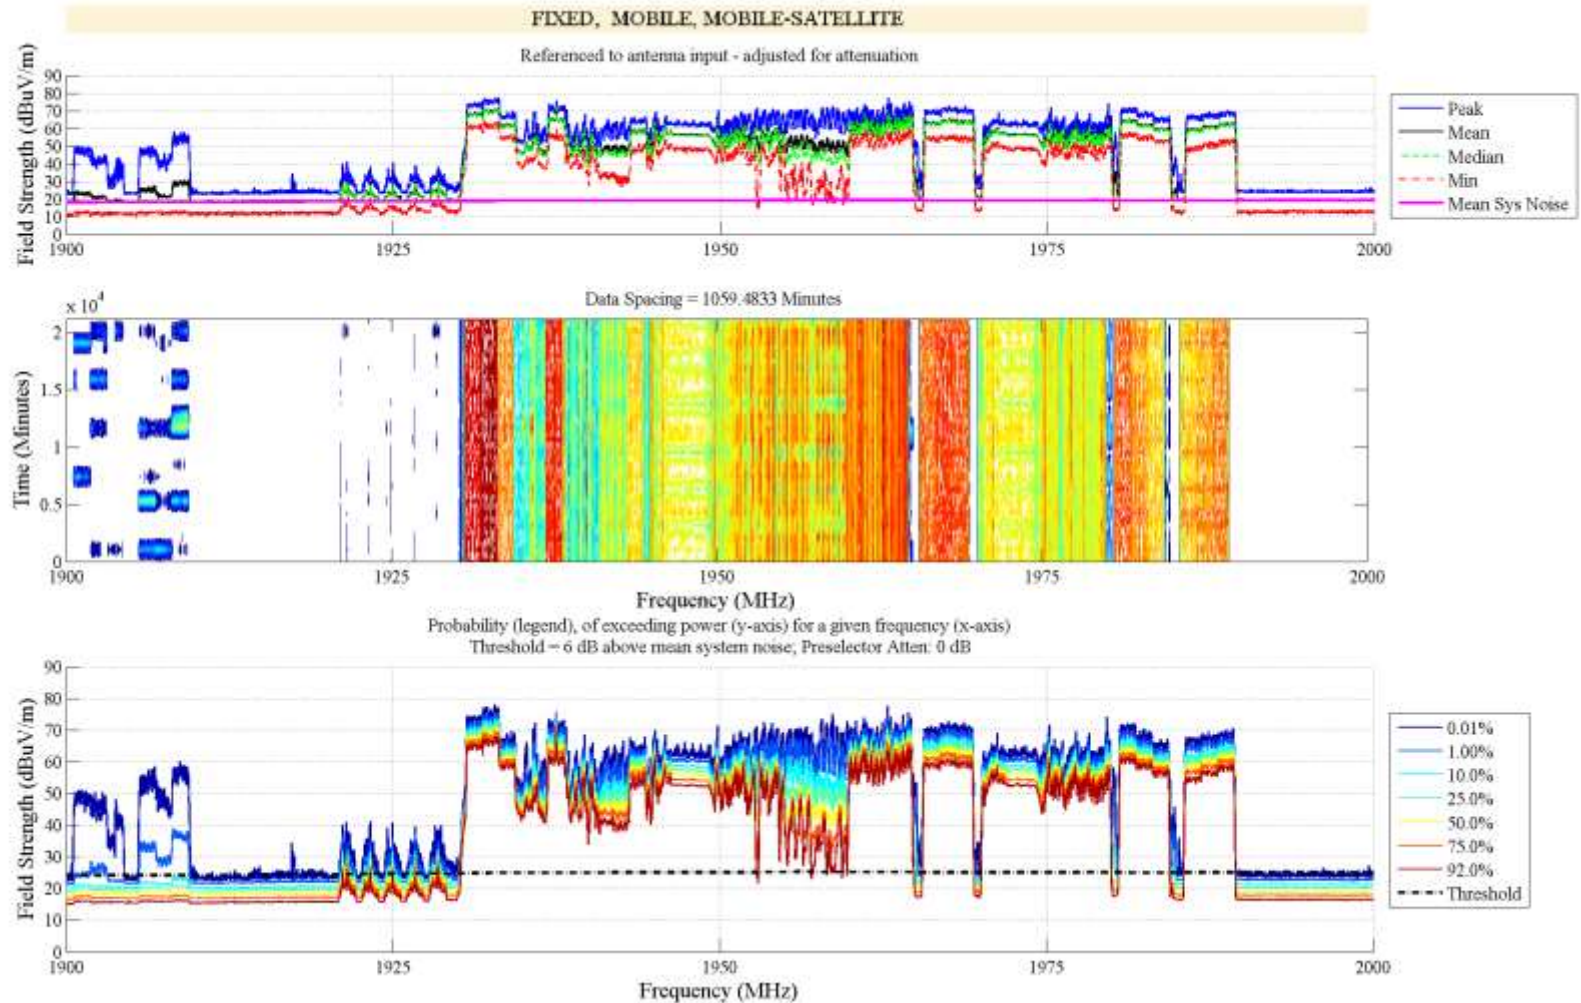 FIXED, MOBILE, MOBILE-SATELLITE
Referenced to antenna input - adjusted for attenuation
Field Strength (dBuV/m)
90
80
70
60
50
40
30
20
10
0
1900
1925
1950
1975
2000
Peak
Mean
Median
Min
Mean Sys Noise
x 10^4
Data Spacing = 1059.4833 Minutes
Time (Minutes)
2
1.5
1
0.5
0
1900
1925
1950
1975
2000
Frequency (MHz)
Probability (legend), of exceeding power (y-axis) for a given frequency (x-axis)
Threshold = 6 dB above mean system noise; Preselector Atten: 0 dB
Field Strength (dBuV/m)
90
80
70
60
50
40
30
20
10
0
1900
1925
1950
1975
2000
Frequency (MHz)
0.01%
1.00%
10.0%
25.0%
50.0%
75.0%
92.0%
Threshold